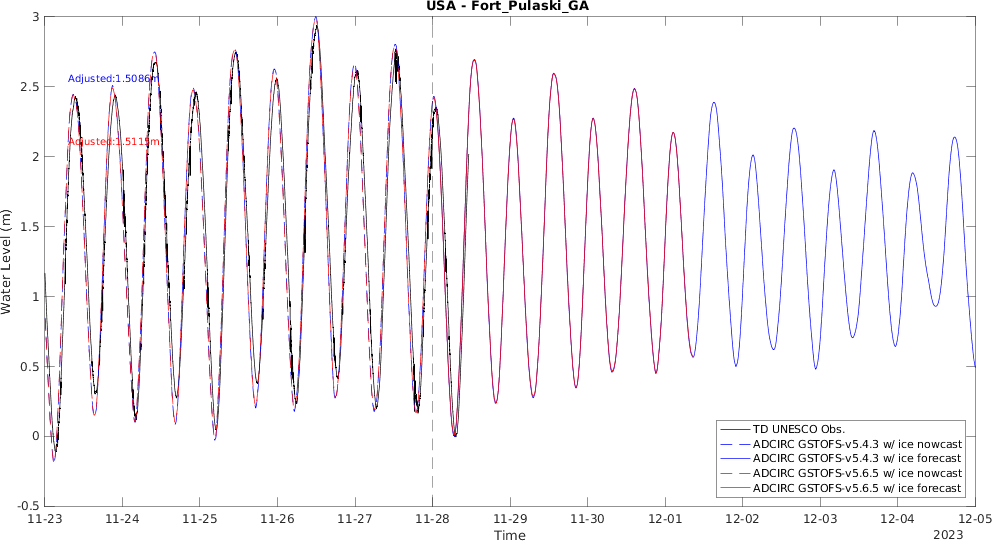 USA - Fort_Pulaski_GA
3
2.5
2
1.5
1
0.5
0
-0.5
Water Level (m)
Adjusted:1.5086m
Adjusted:1.5115m
TD UNESCO Obs.
ADCIRC GSTOFS-v5.4.3 w/ ice nowcast
ADCIRC GSTOFS-v5.4.3 w/ ice forecast
ADCIRC GSTOFS-v5.6.5 w/ ice nowcast
ADCIRC GSTOFS-v5.6.5 w/ ice forecast
11-23 11-24 11-25 11-26 11-27 11-28 11-29 11-30 12-01 12-02 12-03 12-04 12-05
Time
2023